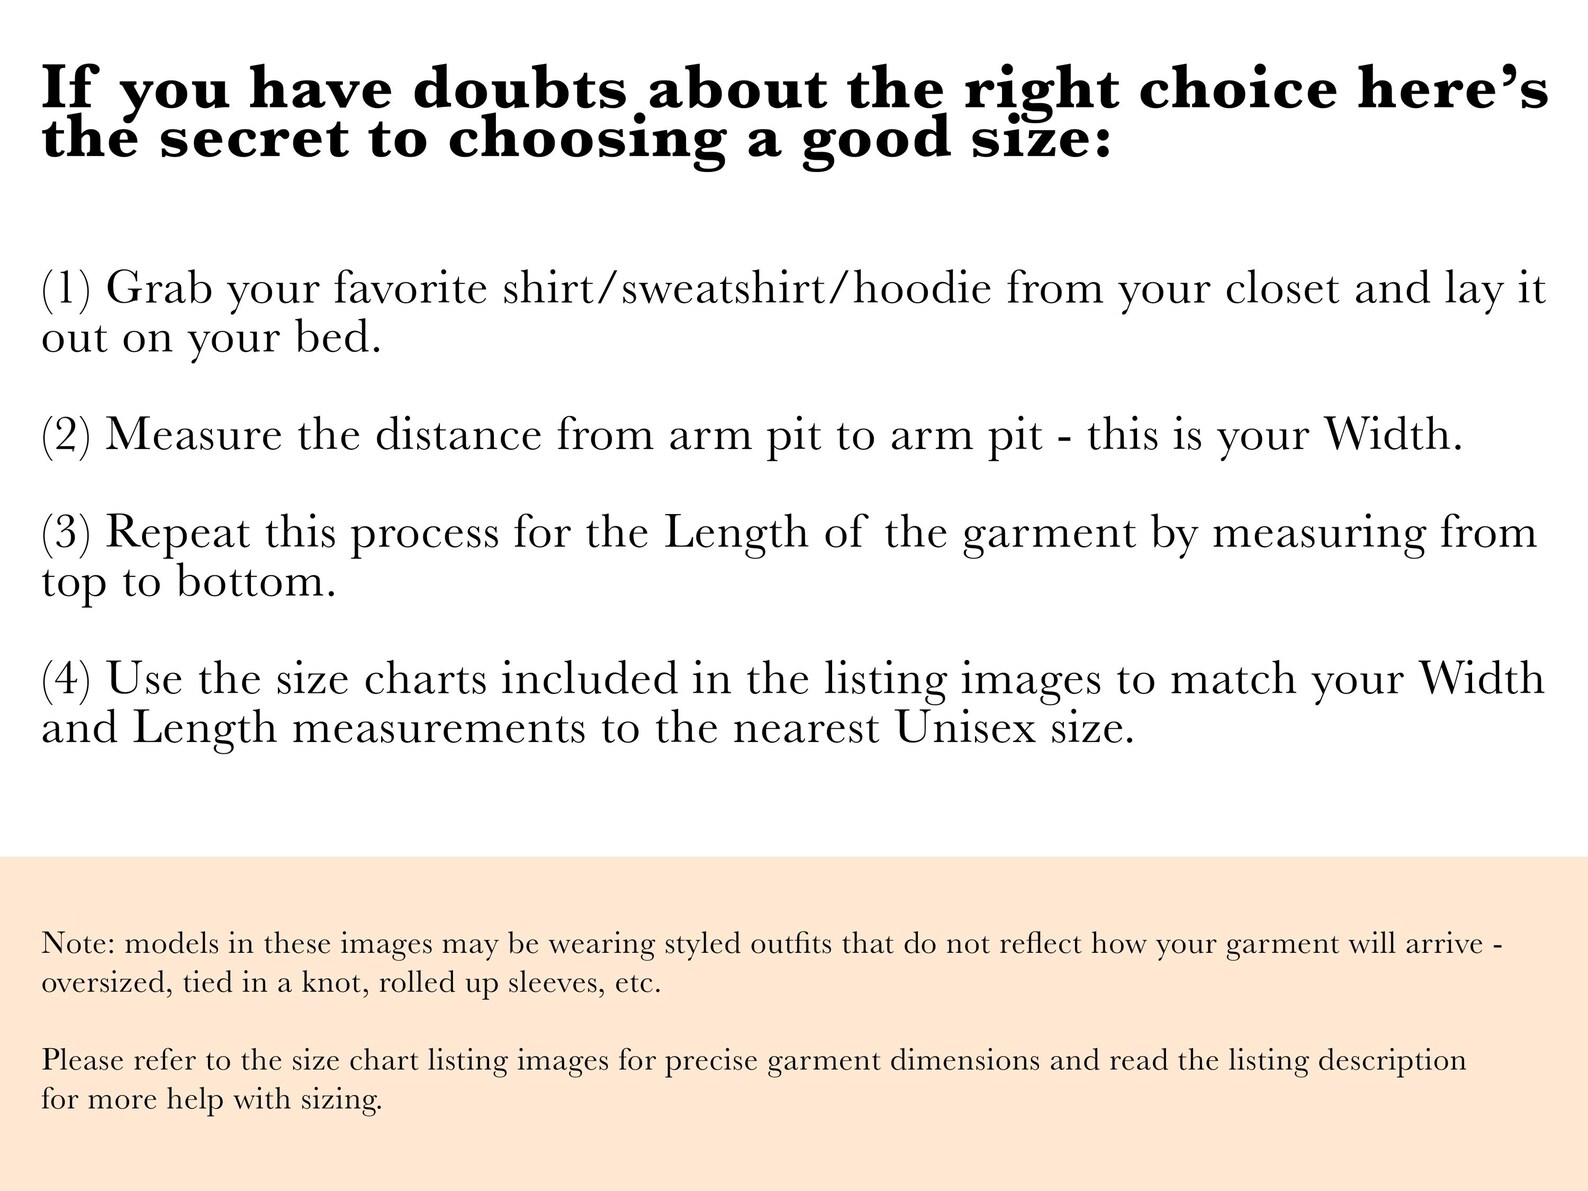 If you have doubts about the right choice here’s
the secret to choosing a good size:
(1) Grab your favorite shirt/sweatshirt/hoodie from your closet and lay it
out on your bed.
(2) Measure the distance from arm pit to arm pit - this is your Width.
(3) Repeat this process for the Length of the garment by measuring from
top to bottom.
(4) Use the size charts included in the listing images to match your Width
and Length measurements to the nearest Unisex size.
Note: models in these images may be wearing styled outfits that do not reflect how your garment will arrive -
oversized, tied in a knot, rolled up sleeves, etc.
Please refer to the size chart listing images for precise garment dimensions and read the listing description
for more help with sizing.